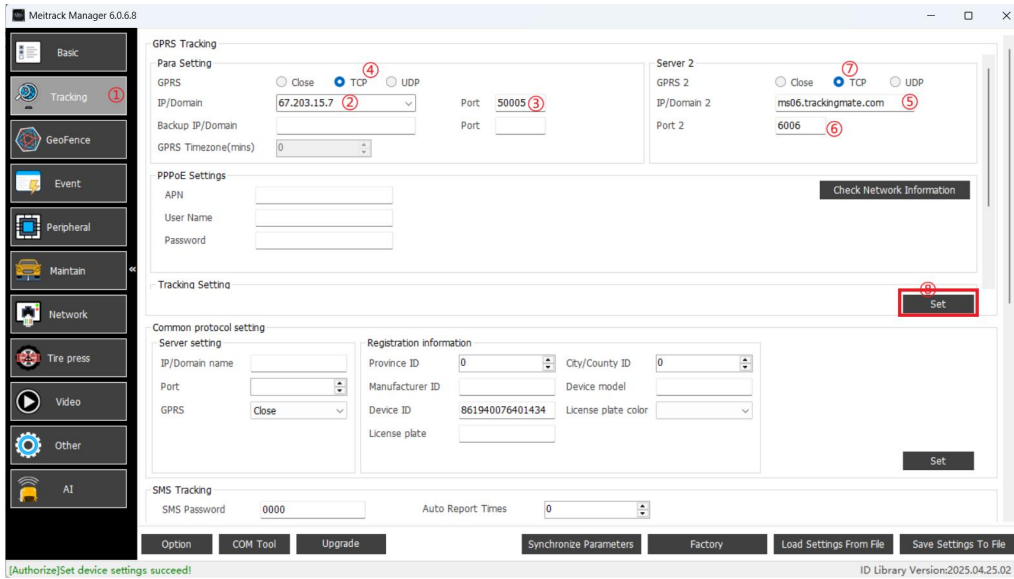 Meitrack Manager 6.0.6.8
Basic
Tracking ①
GeoFence
Event
Peripheral
Maintain
«
Network
Tire press
Video
Other
AI
GPRS Tracking
Para Setting
GPRS Close ④ TCP UDP
IP/Domain 67.203.15.7 ② Port 50005 ③
Backup IP/Domain Port
GPRS Timezone(mins) 0
Server 2
GPRS 2 Close ⑦ TCP UDP
IP/Domain 2 ms06.trackingmate.com ⑤
Port 2 6006 ⑥
PPPoE Settings
APN
User Name
Password
Check Network Information
Tracking Setting
⑧
Set
Common protocol setting
Server setting
IP/Domain name
Port
GPRS Close
Registration information
Province ID 0 City/County ID 0
Manufacturer ID Device model
Device ID 861940076401434 License plate color
License plate
Set
SMS Tracking
SMS Password 0000 Auto Report Times 0
Option COM Tool Upgrade Synchronize Parameters Factory Load Settings From File Save Settings To File
[Authorize]Set device settings succeed! ID Library Version:2025.04.25.02